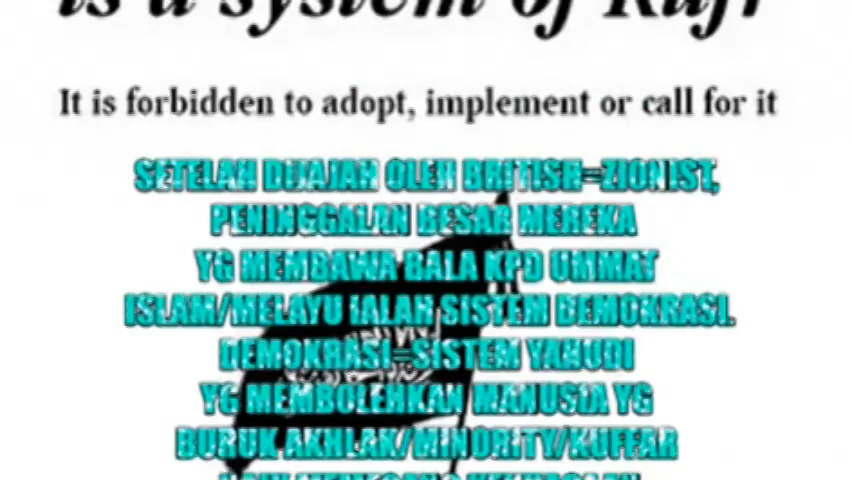 is a system of Kufr
It is forbidden to adopt, implement or call for it
SETELAH DIJAJAH OLEH BRITISH=ZIONIST,
PENINGGALAN BESAR MEREKA
YG MEMBAWA BALA KPD UMMAT
ISLAM/MELAYU IALAH SISTEM DEMOKRASI.
DEMOKRASI=SISTEM YAHUDI
YG MEMBOLEHKAN MANUSIA YG
BURUK AKHLAK/MINORITY/KUFFAR